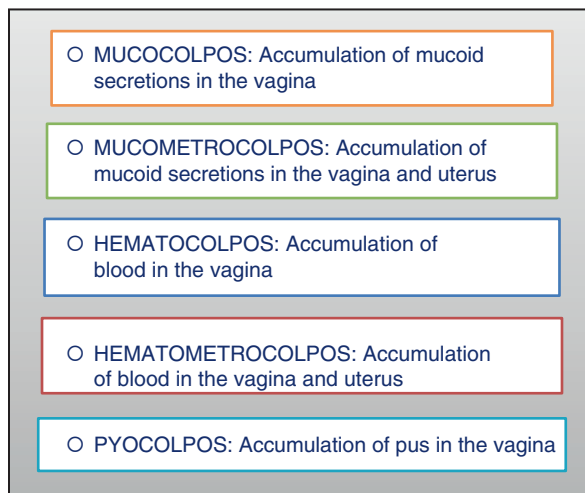 ○ MUCOCOLPOS: Accumulation of mucoid
secretions in the vagina
○ MUCOMETROCOLPOS: Accumulation of
mucoid secretions in the vagina and uterus
○ HEMATOCOLPOS: Accumulation of
blood in the vagina
○ HEMATOMETROCOLPOS: Accumulation
of blood in the vagina and uterus
○ PYOCOLPOS: Accumulation of pus in the vagina